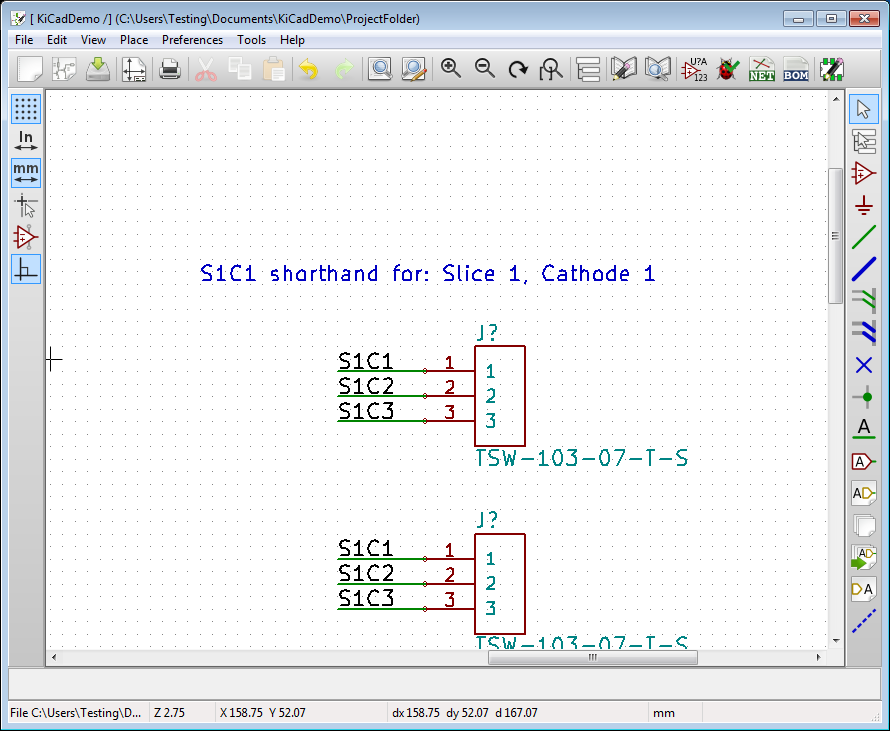 [ KiCadDemo /] (C:\Users\Testing\Documents\KiCadDemo\ProjectFolder)
File Edit View Place Preferences Tools Help
U?A
123
NET
BOM
In
mm
S1C1 shorthand for: Slice 1, Cathode 1
J?
S1C1 1 1
S1C2 2 2
S1C3 3 3
TSW-103-07-T-S
J?
S1C1 1 1
S1C2 2 2
S1C3 3 3
TSW-103-07-T-S
A
A
AD
AD
DA
File C:\Users\Testing\D... Z 2.75 X 158.75 Y 52.07 dx 158.75 dy 52.07 d 167.07 mm